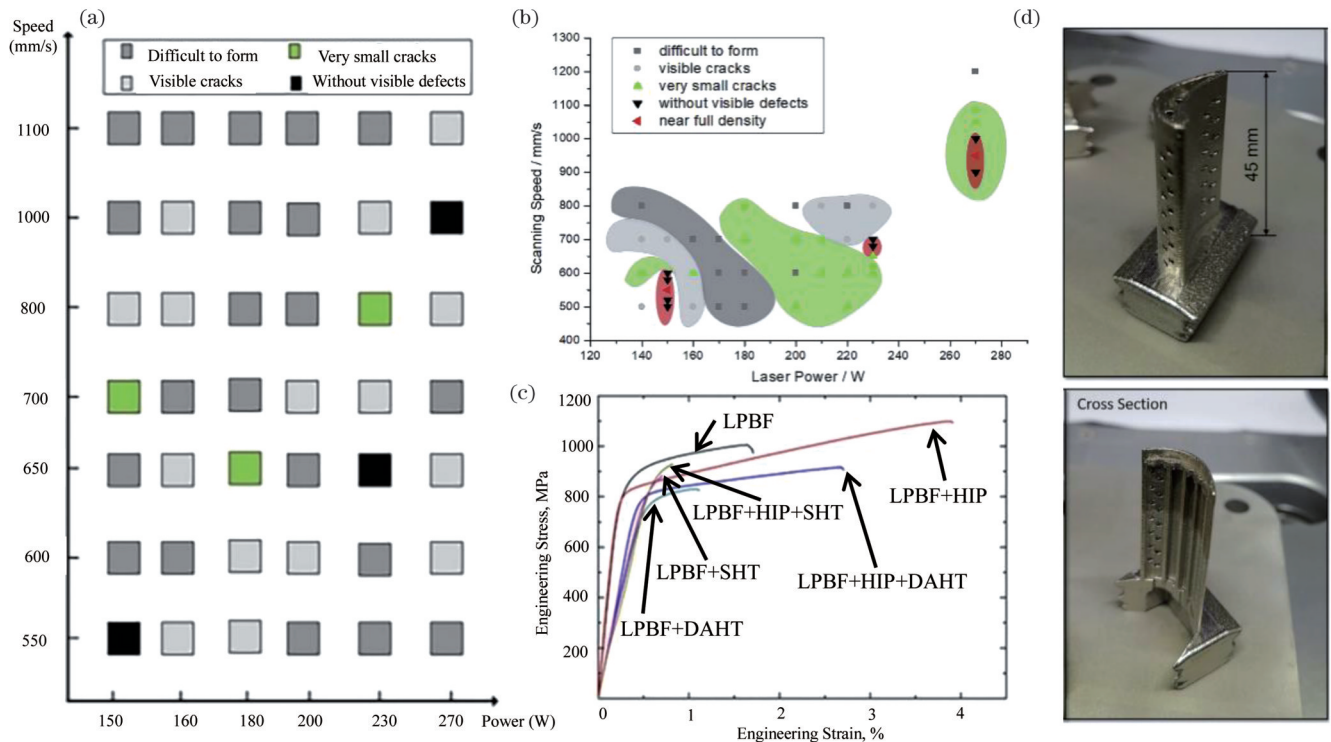 (a)
Speed
(mm/s)
Difficult to form
Very small cracks
Visible cracks
Without visible defects
1100
1000
800
700
650
600
550
150
160
180
200
230
270
Power (W)
(b)
1300
1200
1100
1000
900
800
700
600
500
400
Scanning Speed / mm/s
difficult to form
visible cracks
very small cracks
without visible defects
near full density
120
140
160
180
200
220
240
260
280
Laser Power / W
(c)
1200
1000
800
600
400
200
Engineering Stress, MPa
LPBF
LPBF+HIP
LPBF+HIP+SHT
LPBF+SHT
LPBF+HIP+DAHT
LPBF+DAHT
0
1
2
3
4
Engineering Strain, %
(d)
45 mm
Cross Section